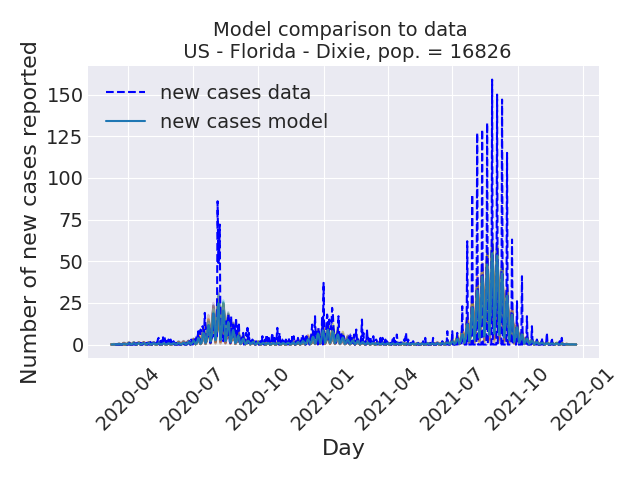 Model comparison to data
US - Florida - Dixie, pop. = 16826
Number of new cases reported
150
125
100
75
50
25
0
new cases data
new cases model
2020-04
2020-07
2020-10
2021-01
2021-04
2021-07
2021-10
2022-01
Day